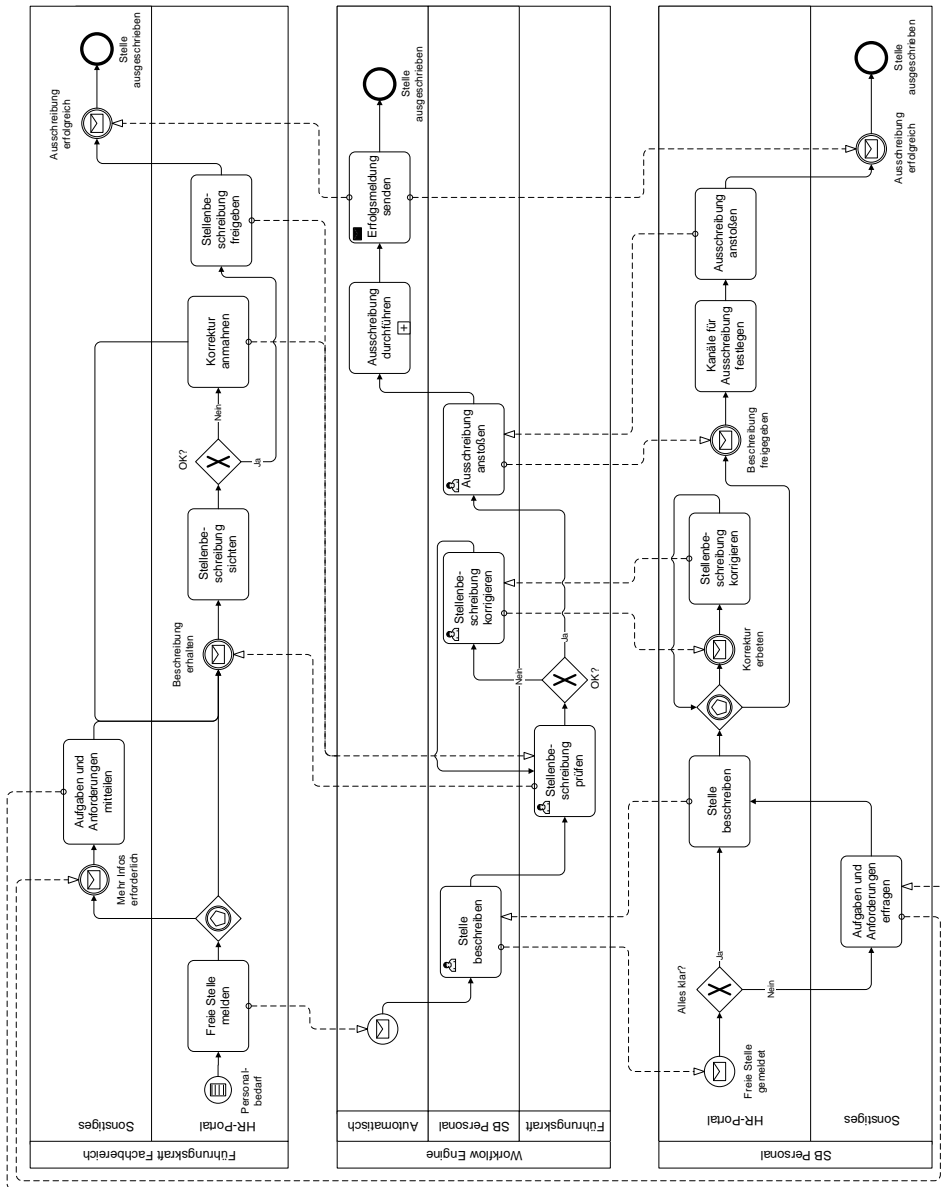 Führungskraft Fachbereich
Sonstiges
HR-Portal
Personal-
bedarf
Freie Stelle
melden
Mehr Infos
erforderlich
Aufgaben und
Anforderungen
mitteilen
Beschreibung
erhalten
Stellenbe-
schreibung
sichten
OK?
Nein
Ja
Korrektur
anmahnen
Stellenbe-
schreibung
freigeben
Ausschreibung
erfolgreich
Stelle
ausgeschrieben
Workflow Engine
Automatisch
SB Personal
Führungskraft
Stelle
beschreiben
Stellenbe-
schreibung
prüfen
OK?
Nein
Ja
Stellenbe-
schreibung
korrigieren
Ausschreibung
anstoßen
Ausschreibung
durchführen
Erfolgsmeldung
senden
Stelle
ausgeschrieben
SB Personal
HR-Portal
Sonstiges
Freie Stelle
gemeldet
Alles klar?
Ja
Nein
Aufgaben und
Anforderungen
erfragen
Stelle
beschreiben
Korrektur
erbeten
Stellenbe-
schreibung
korrigieren
Beschreibung
freigegeben
Kanäle für
Ausschreibung
festlegen
Ausschreibung
anstoßen
Ausschreibung
erfolgreich
Stelle
ausgeschrieben